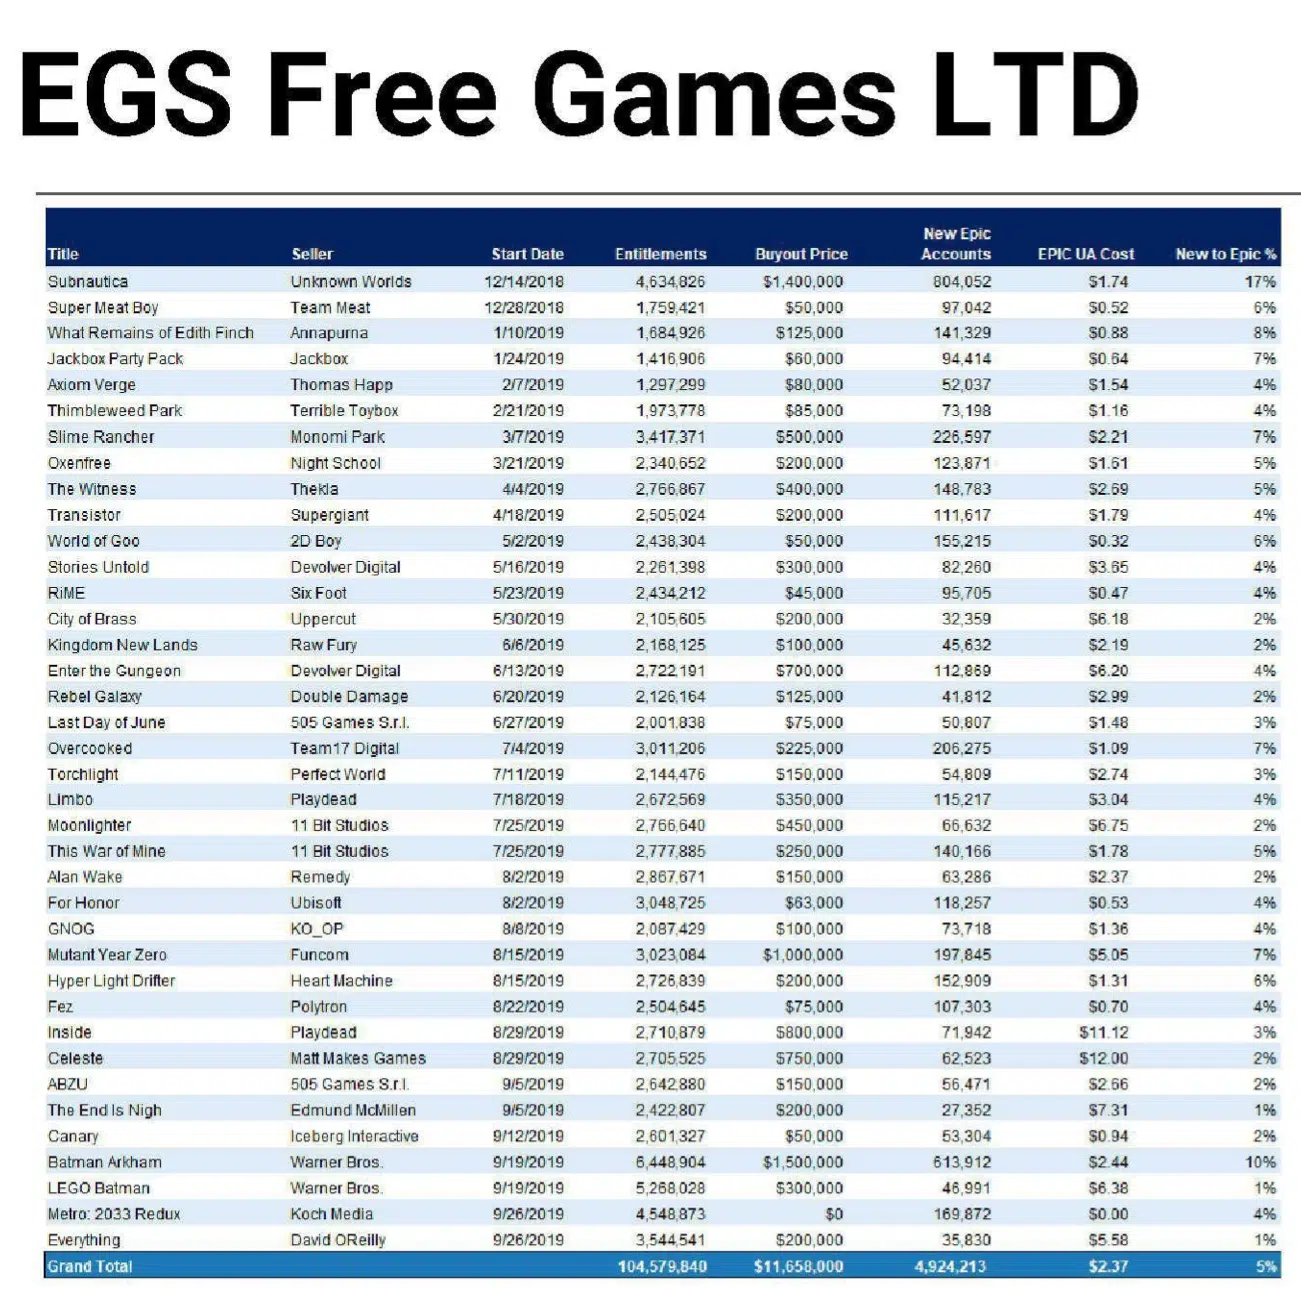 EGS Free Games LTD
Title Seller Start Date Entitlements Buyout Price New Epic Accounts EPIC UA Cost New to Epic %
Subnautica Unknown Worlds 12/14/2018 4,634,826 $1,400,000 804,052 $1.74 17%
Super Meat Boy Team Meat 12/28/2018 1,759,421 $50,000 97,042 $0.52 6%
What Remains of Edith Finch Annapurna 1/10/2019 1,684,926 $125,000 141,329 $0.88 8%
Jackbox Party Pack Jackbox 1/24/2019 1,416,906 $60,000 94,414 $0.64 7%
Axiom Verge Thomas Happ 2/7/2019 1,297,299 $80,000 52,037 $1.54 4%
Thimbleweed Park Terrible Toybox 2/21/2019 1,973,778 $85,000 73,198 $1.16 4%
Slime Rancher Monomi Park 3/7/2019 3,417,371 $500,000 226,597 $2.21 7%
Oxenfree Night School 3/21/2019 2,340,652 $200,000 123,871 $1.61 5%
The Witness Thekla 4/4/2019 2,766,867 $400,000 148,783 $2.69 5%
Transistor Supergiant 4/18/2019 2,505,024 $200,000 111,617 $1.79 4%
World of Goo 2D Boy 5/2/2019 2,438,304 $50,000 155,215 $0.32 6%
Stories Untold Devolver Digital 5/16/2019 2,261,398 $300,000 82,260 $3.65 4%
RiME Six Foot 5/23/2019 2,434,212 $45,000 95,705 $0.47 4%
City of Brass Uppercut 5/30/2019 2,105,605 $200,000 32,359 $6.18 2%
Kingdom New Lands Raw Fury 6/6/2019 2,168,125 $100,000 45,632 $2.19 2%
Enter the Gungeon Devolver Digital 6/13/2019 2,722,191 $700,000 112,869 $6.20 4%
Rebel Galaxy Double Damage 6/20/2019 2,126,164 $125,000 41,812 $2.99 2%
Last Day of June 505 Games S.r.l. 6/27/2019 2,001,838 $75,000 50,807 $1.48 3%
Overcooked Team17 Digital 7/4/2019 3,011,206 $225,000 206,275 $1.09 7%
Torchlight Perfect World 7/11/2019 2,144,476 $150,000 54,809 $2.74 3%
Limbo Playdead 7/18/2019 2,672,569 $350,000 115,217 $3.04 4%
Moonlighter 11 Bit Studios 7/25/2019 2,766,640 $450,000 66,632 $6.75 2%
This War of Mine 11 Bit Studios 7/25/2019 2,777,885 $250,000 140,166 $1.78 5%
Alan Wake Remedy 8/2/2019 2,867,671 $150,000 63,286 $2.37 2%
For Honor Ubisoft 8/2/2019 3,048,725 $63,000 118,257 $0.53 4%
GNOG KO_OP 8/8/2019 2,087,429 $100,000 73,718 $1.36 4%
Mutant Year Zero Funcom 8/15/2019 3,023,084 $1,000,000 197,845 $5.05 7%
Hyper Light Drifter Heart Machine 8/15/2019 2,726,839 $200,000 152,909 $1.31 6%
Fez Polytron 8/22/2019 2,504,645 $75,000 107,303 $0.70 4%
Inside Playdead 8/29/2019 2,710,879 $800,000 71,942 $11.12 3%
Celeste Matt Makes Games 8/29/2019 2,705,525 $750,000 62,523 $12.00 2%
ABZU 505 Games S.r.l. 9/5/2019 2,642,880 $150,000 56,471 $2.66 2%
The End Is Nigh Edmund McMillen 9/5/2019 2,422,807 $200,000 27,352 $7.31 1%
Canary Iceberg Interactive 9/12/2019 2,601,327 $50,000 53,304 $0.94 2%
Batman Arkham Warner Bros. 9/19/2019 6,448,904 $1,500,000 613,912 $2.44 10%
LEGO Batman Warner Bros. 9/19/2019 5,268,028 $300,000 46,991 $6.38 1%
Metro: 2033 Redux Koch Media 9/26/2019 4,548,873 $0 169,872 $0.00 4%
Everything David OReilly 9/26/2019 3,544,541 $200,000 35,830 $5.58 1%
Grand Total 104,579,840 $11,658,000 4,924,213 $2.37 5%